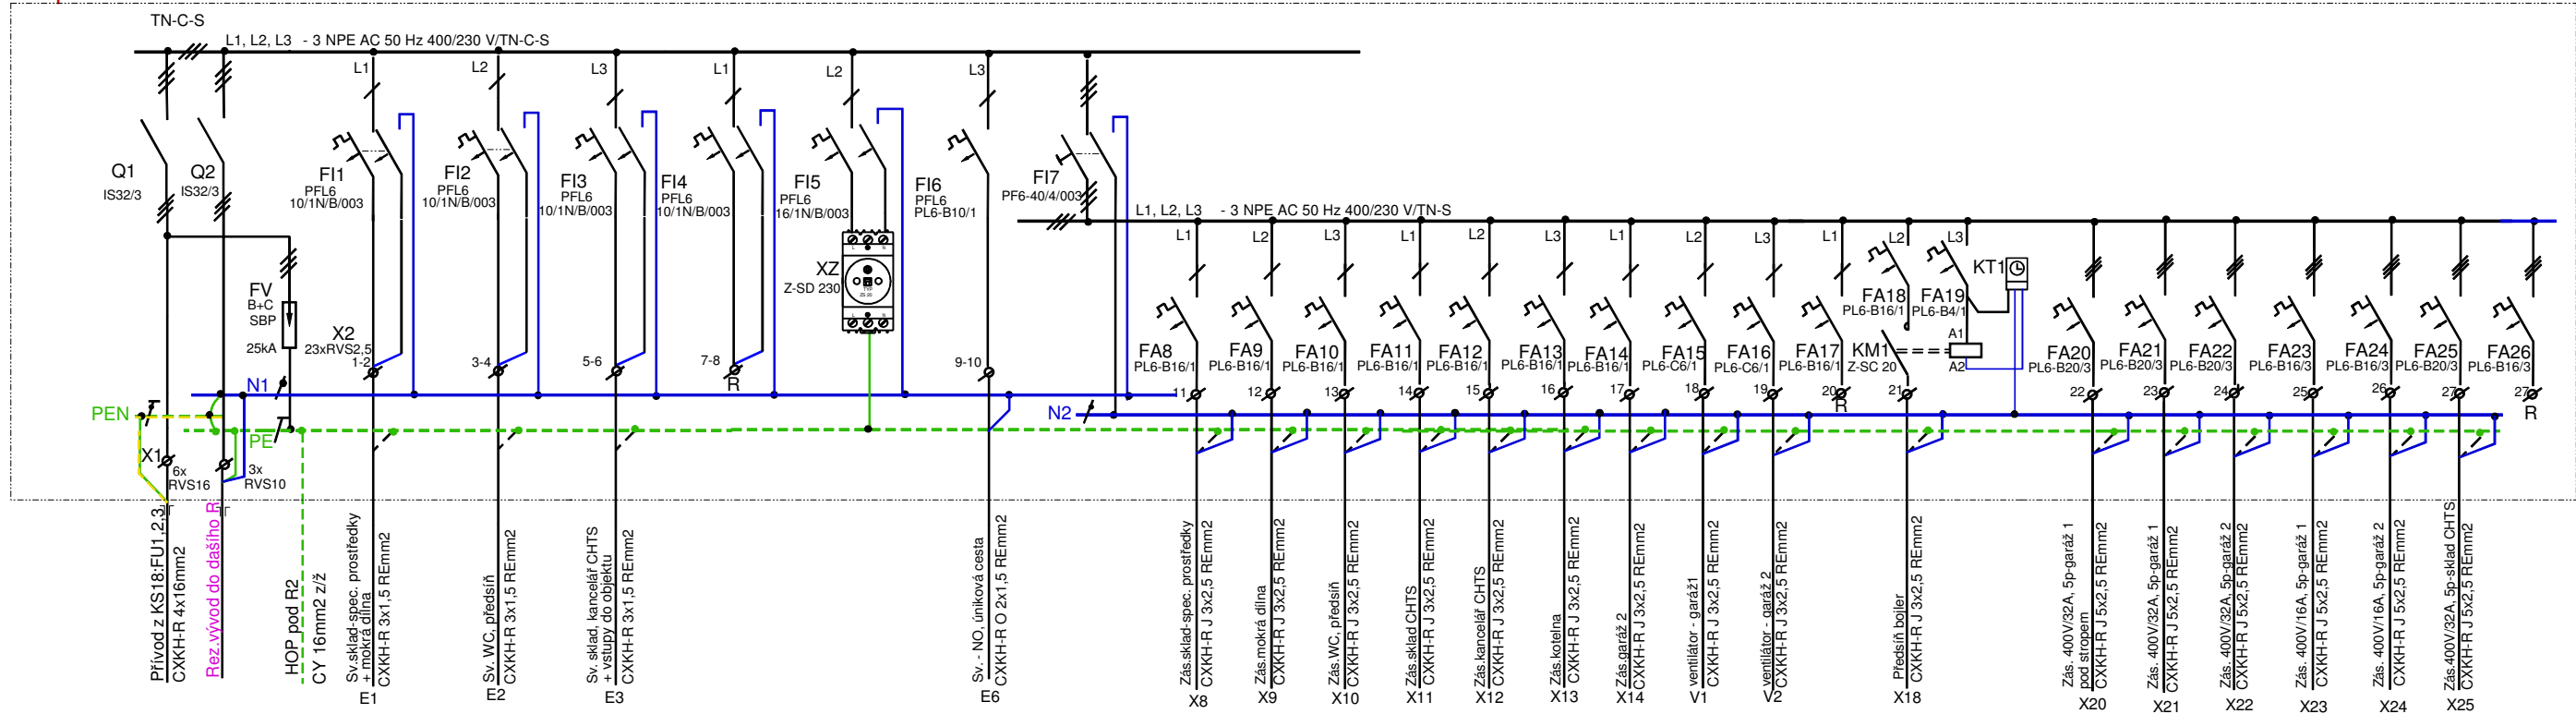 TN-C-S
L1, L2, L3 - 3 NPE AC 50 Hz 400/230 V/TN-C-S
L1
L2
L3
L1
L2
L3
Q1
IS32/3
Q2
IS32/3
FI1
PFL6
10/1N/B/003
FI2
PFL6
10/1N/B/003
FI3
PFL6
10/1N/B/003
FI4
PFL6
10/1N/B/003
FI5
PFL6
16/1N/B/003
FI6
PFL6
PL6-B10/1
FI7
PF6-40/4/003
L1, L2, L3 - 3 NPE AC 50 Hz 400/230 V/TN-S
L1
L2
L3
L1
L2
L3
L1
L2
L3
L1
L2
L3
FV
B+C
SBP
25kA
X2
23xRVS2,5
1-2
3-4
5-6
7-8
R
XZ
Z-SD 230
9-10
KT1
FA18
PL6-B16/1
FA19
PL6-B4/1
A1
A2
KM1
Z-SC 20
FA8
PL6-B16/1
FA9
PL6-B16/1
FA10
PL6-B16/1
FA11
PL6-B16/1
FA12
PL6-B16/1
FA13
PL6-B16/1
FA14
PL6-B16/1
FA15
PL6-C6/1
FA16
PL6-C6/1
FA17
PL6-B16/1
FA20
PL6-B20/3
FA21
PL6-B20/3
FA22
PL6-B20/3
FA23
PL6-B16/3
FA24
PL6-B16/3
FA25
PL6-B20/3
FA26
PL6-B16/3
11
12
13
14
15
16
17
18
19
20
R
21
22
23
24
25
26
27
27
R
N1
N2
PEN
PE
X1
6x
RVS16
3x
RVS10
Přívod z KS18:FU1,2,3
CXKH-R 4x16mm2
Rez.vývod do dašího R
HOP pod R2
CY 16mm2 z/ž
Sv.sklad-spec. prostředky
+ mokrá dílna
CXKH-R 3x1,5 REmm2
E1
Sv. WC, předsíň
CXKH-R 3x1,5 REmm2
E2
Sv. sklad, kancelář CHTS
+ vstupy do objektu
CXKH-R 3x1,5 REmm2
E3
Sv. - NO, úniková cesta
CXKH-R O 2x1,5 REmm2
E6
Zás.sklad-spec. prostředky
CXKH-R J 3x2,5 REmm2
X8
Zás.mokrá dílna
CXKH-R J 3x2,5 REmm2
X9
Zás.WC, předsíň
CXKH-R J 3x2,5 REmm2
X10
Zás.sklad CHTS
CXKH-R J 3x2,5 REmm2
X11
Zás.kancelář CHTS
CXKH-R J 3x2,5 REmm2
X12
Zás.kotelna
CXKH-R J 3x2,5 REmm2
X13
Zás.garáž 2
CXKH-R J 3x2,5 REmm2
X14
ventilátor - garáž1
CXKH-R J 3x2,5 REmm2
V1
ventilátor - garáž 2
CXKH-R J 3x2,5 REmm2
V2
Předsíň boiler
CXKH-R J 3x2,5 REmm2
X18
Zás. 400V/32A, 5p-garáž 1
pod stropem
CXKH-R J 5x2,5 REmm2
X20
Zás. 400V/32A, 5p-garáž 1
CXKH-R J 5x2,5 REmm2
X21
Zás. 400V/32A, 5p-garáž 2
CXKH-R J 5x2,5 REmm2
X22
Zás. 400V/16A, 5p-garáž 1
CXKH-R J 5x2,5 REmm2
X23
Zás. 400V/16A, 5p-garáž 2
CXKH-R J 5x2,5 REmm2
X24
Zás.400V/32A, 5p-sklad CHTS
CXKH-R J 5x2,5 REmm2
X25